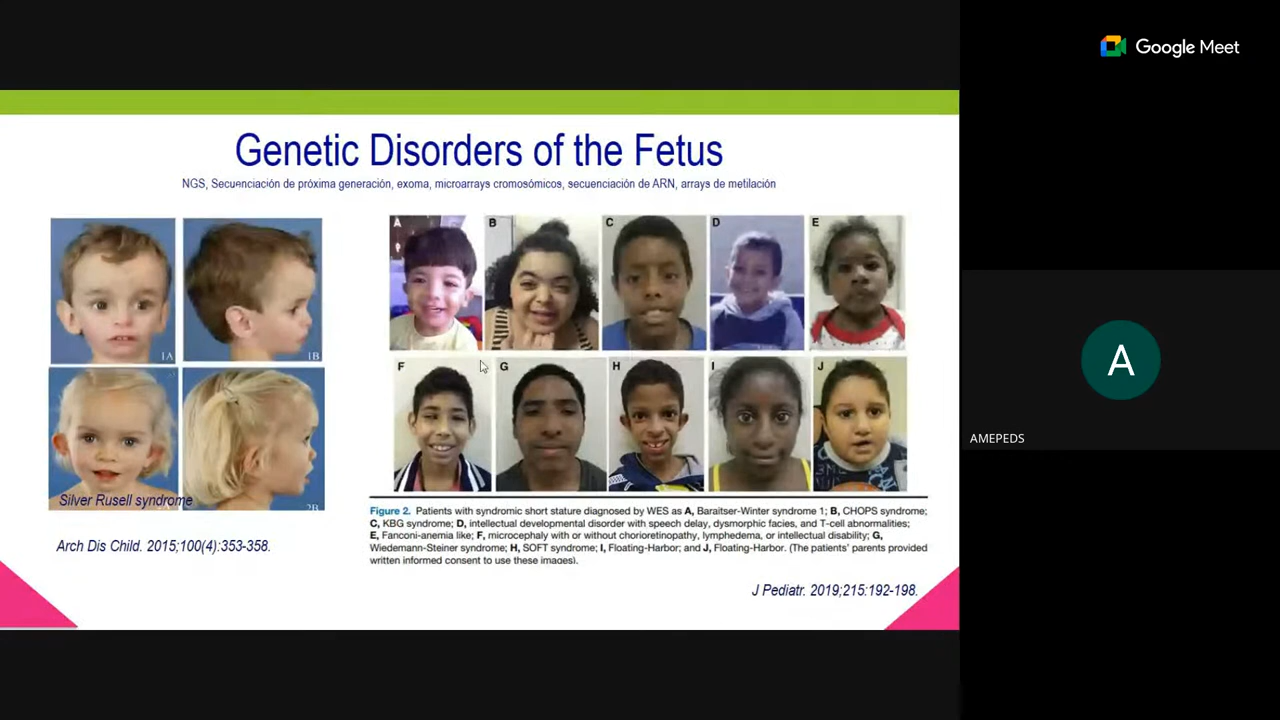 Google Meet
Genetic Disorders of the Fetus
NGS, Secuenciación de próxima generación, exoma, microarrays cromosómicos, secuenciación de ARN, arrays de metilación
A
B
C
D
E
1A
1B
F
G
H
I
J
2B
Silver Rusell syndrome
Figure 2. Patients with syndromic short stature diagnosed by WES as A, Baraitser-Winter syndrome 1; B, CHOPS syndrome;
C, KBG syndrome; D, intellectual developmental disorder with speech delay, dysmorphic facies, and T-cell abnormalities;
E, Fanconi-anemia like; F, microcephaly with or without chorioretinopathy, lymphedema, or intellectual disability; G,
Wiedemann-Steiner syndrome; H, SOFT syndrome; I, Floating-Harbor; and J, Floating-Harbor. (The patients' parents provided
written informed consent to use these images).
Arch Dis Child. 2015;100(4):353-358.
J Pediatr. 2019;215:192-198.
A
AMEPEDS